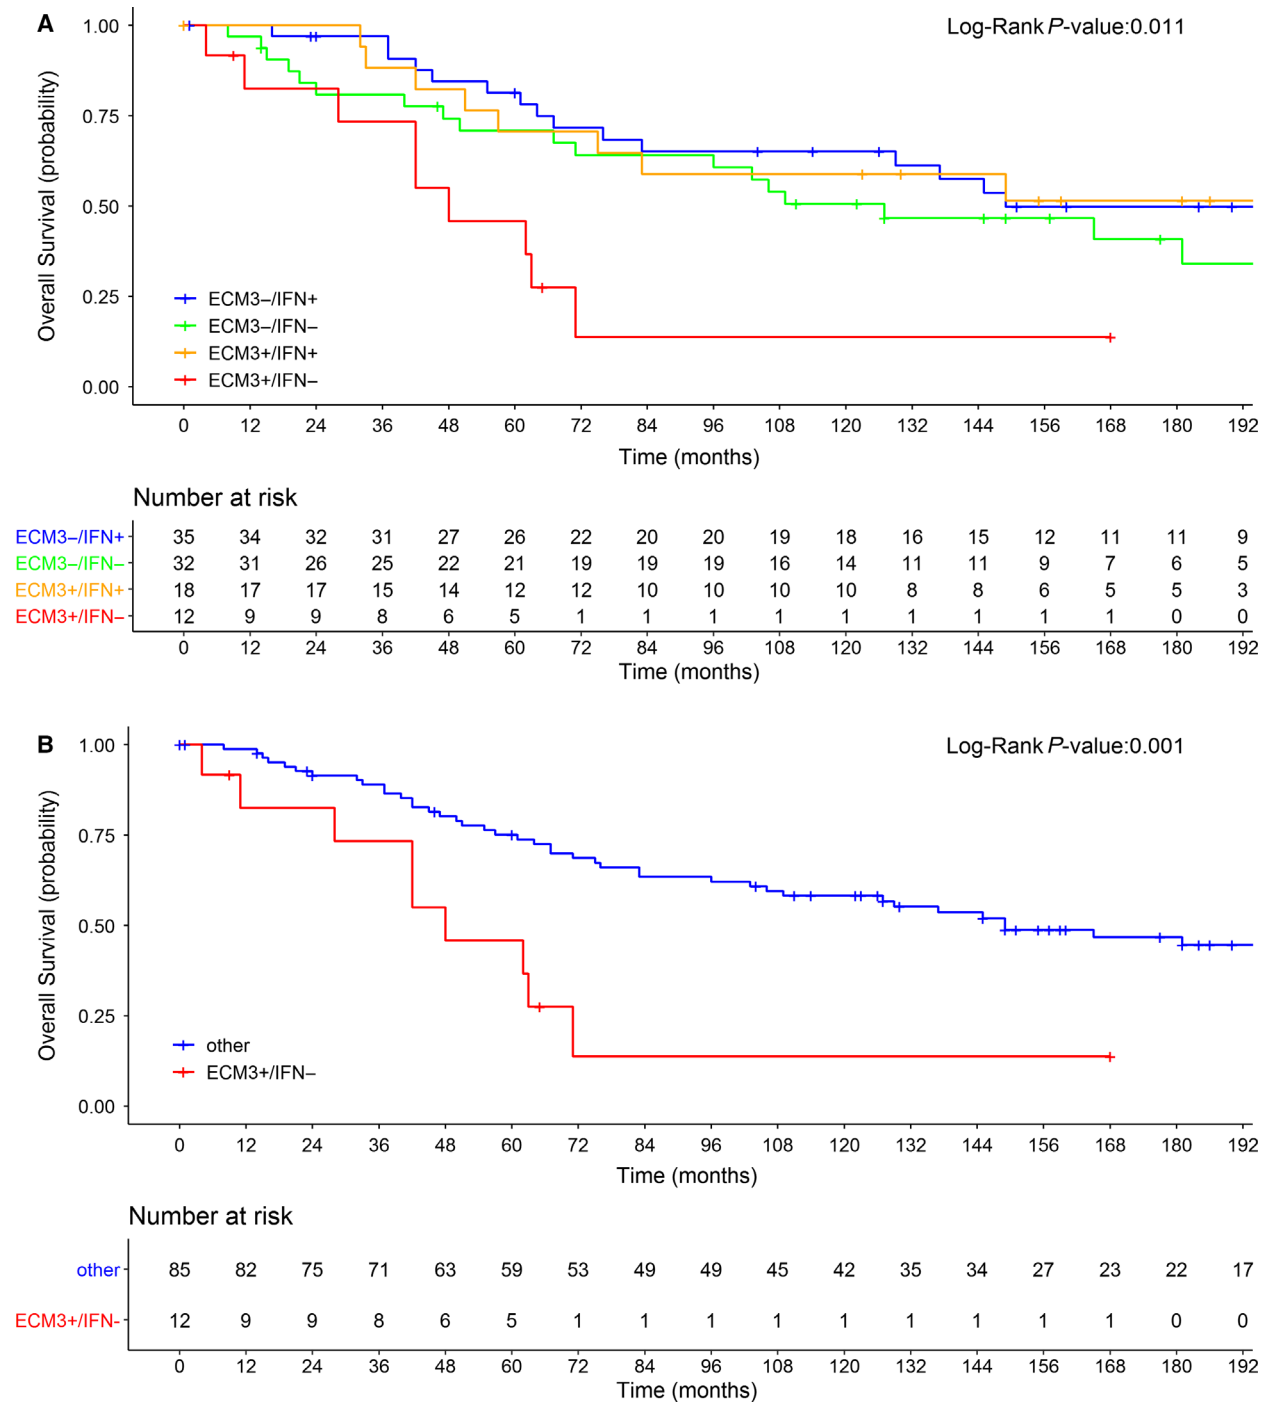 A
Log-Rank P-value:0.011
Overall Survival (probability)
1.00
0.75
0.50
0.25
0.00
ECM3–/IFN+
ECM3–/IFN–
ECM3+/IFN+
ECM3+/IFN–
0 12 24 36 48 60 72 84 96 108 120 132 144 156 168 180 192
Time (months)
Number at risk
ECM3–/IFN+ 35 34 32 31 27 26 22 20 20 19 18 16 15 12 11 11 9
ECM3–/IFN– 32 31 26 25 22 21 19 19 19 16 14 11 11 9 7 6 5
ECM3+/IFN+ 18 17 17 15 14 12 12 10 10 10 10 8 8 6 5 5 3
ECM3+/IFN– 12 9 9 8 6 5 1 1 1 1 1 1 1 1 1 0 0
0 12 24 36 48 60 72 84 96 108 120 132 144 156 168 180 192
Time (months)
B
Log-Rank P-value:0.001
Overall Survival (probability)
1.00
0.75
0.50
0.25
0.00
other
ECM3+/IFN–
0 12 24 36 48 60 72 84 96 108 120 132 144 156 168 180 192
Time (months)
Number at risk
other 85 82 75 71 63 59 53 49 49 45 42 35 34 27 23 22 17
ECM3+/IFN- 12 9 9 8 6 5 1 1 1 1 1 1 1 1 1 0 0
0 12 24 36 48 60 72 84 96 108 120 132 144 156 168 180 192
Time (months)